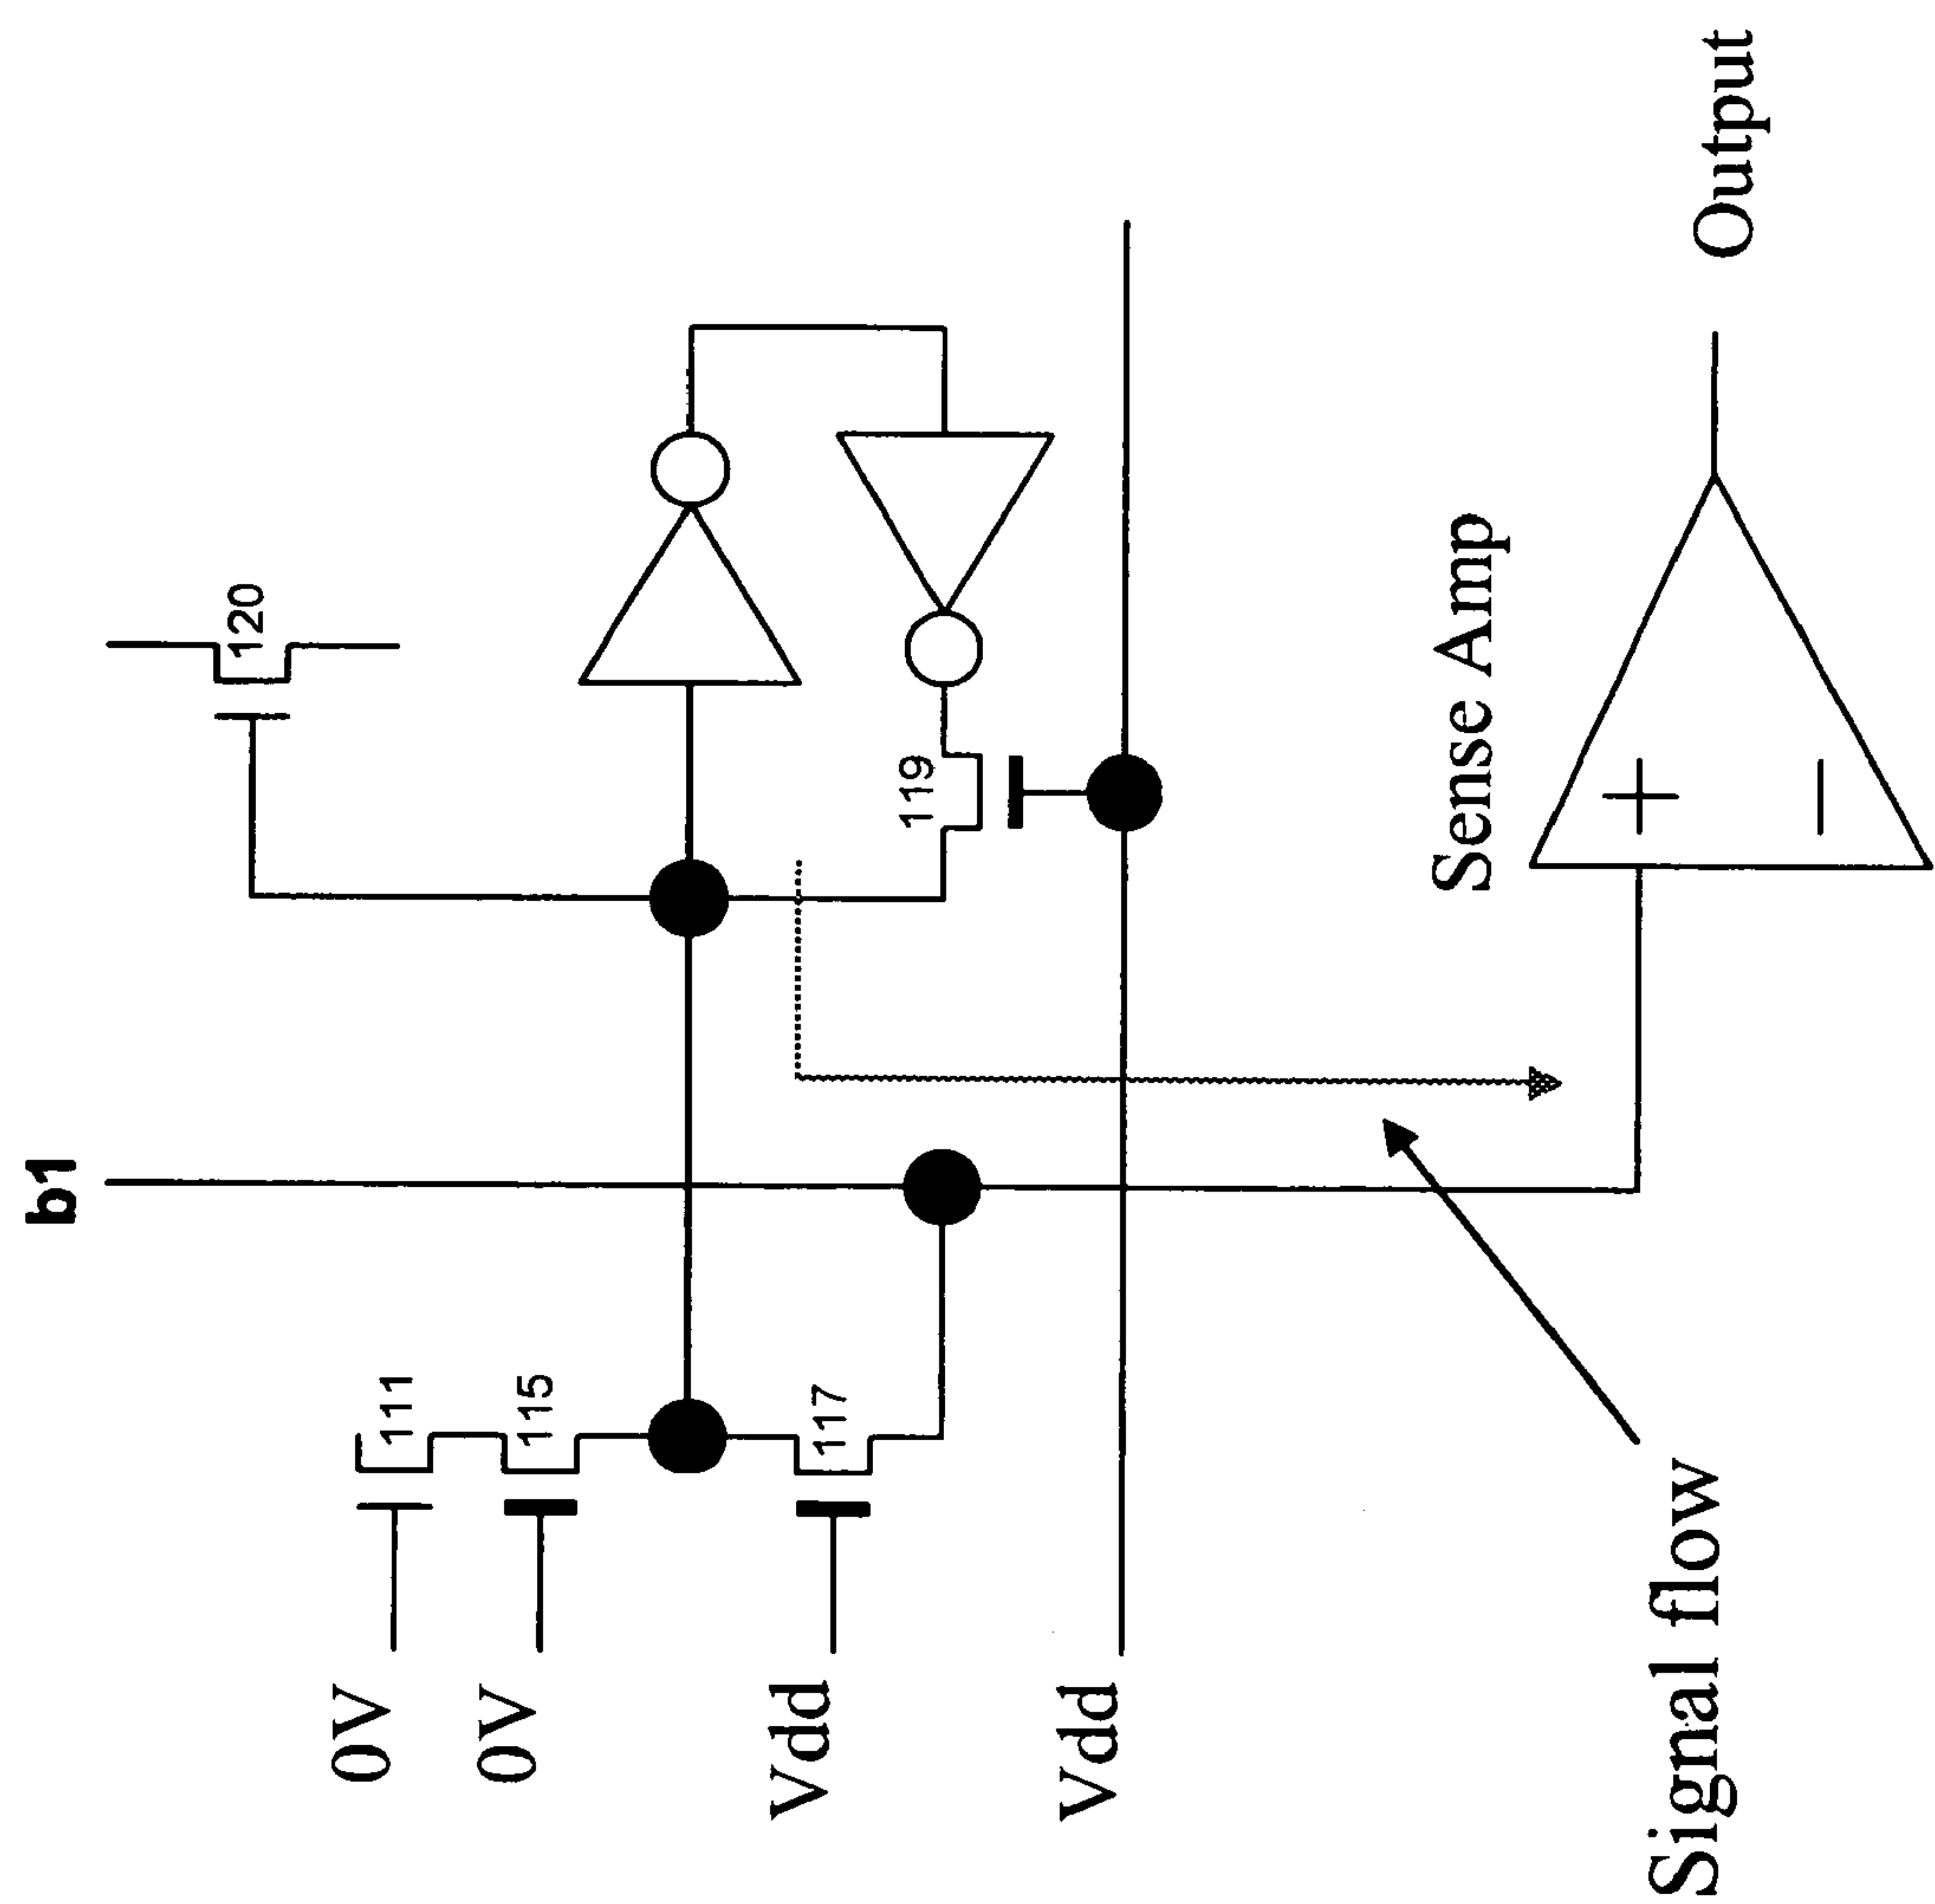 b1
120
111
115
117
119
0V
0V
Vdd
Vdd
Sense Amp
+
−
Output
Signal flow